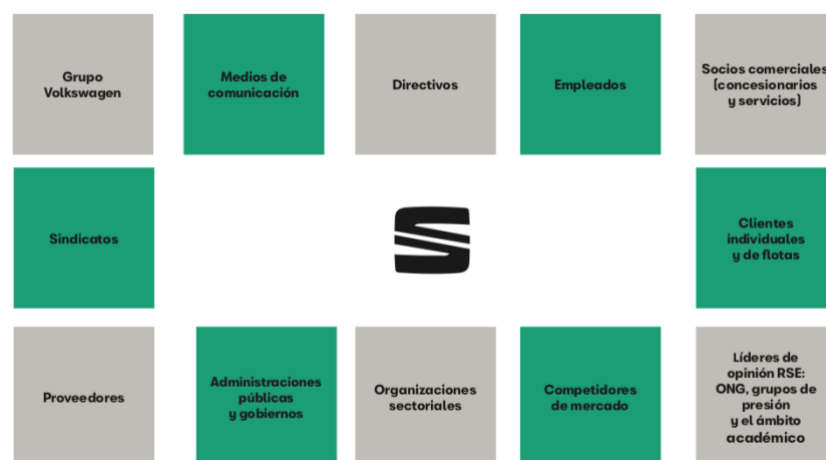 Grupo
Volkswagen
Medios de
comunicación
Directivos
Empleados
Socios comerciales
(concesionarios
y servicios)
Sindicatos
Clientes
individuales
y de flotas
Proveedores
Administraciones
públicas
y gobiernos
Organizaciones
sectoriales
Competidores
de mercado
Líderes de
opinión RSE:
ONG, grupos de
presión
y el ámbito
académico